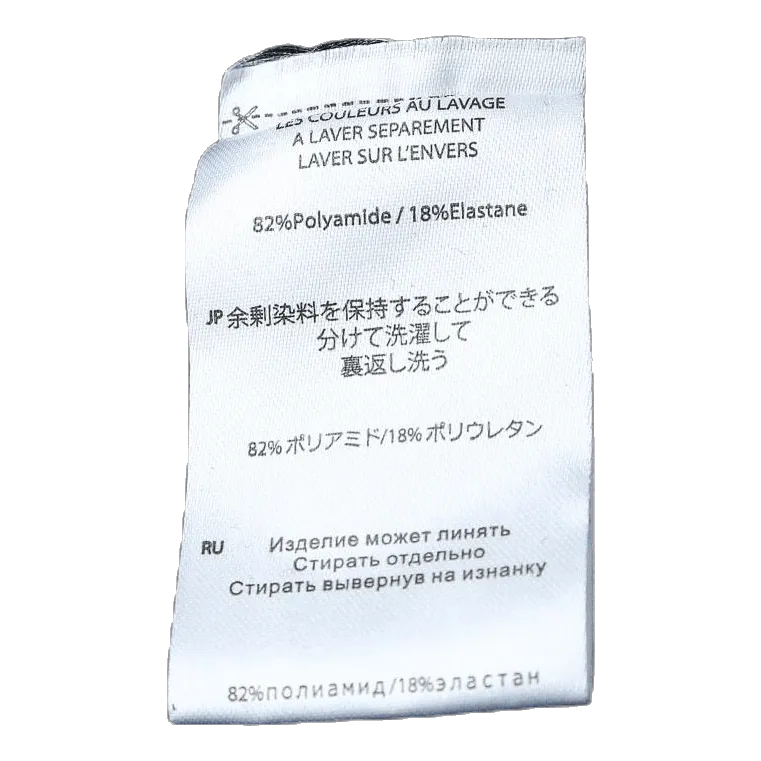 LES COULEURS AU LAVAGE
A LAVER SEPAREMENT
LAVER SUR L'ENVERS
82%Polyamide / 18%Elastane
JP 余剰染料を保持することができる
分けて洗濯して
裏返し洗う
82% ポリアミド/18% ポリウレタン
RU Изделие может линять
Стирать отдельно
Стирать вывернув на изнанку
82%полиамид/18%эластан